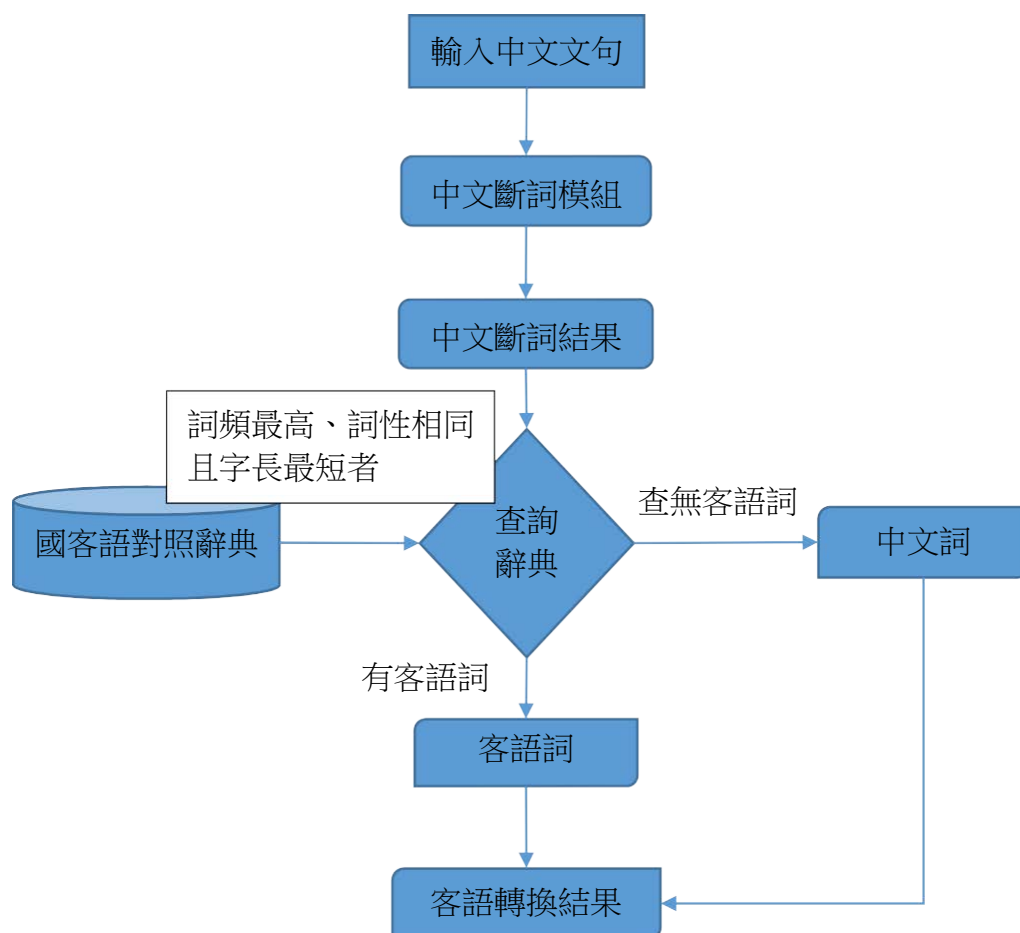 輸入中文文句
中文斷詞模組
中文斷詞結果
詞頻最高、詞性相同
且字長最短者
國客語對照辭典
查詢
辭典
查無客語詞
中文詞
有客語詞
客語詞
客語轉換結果